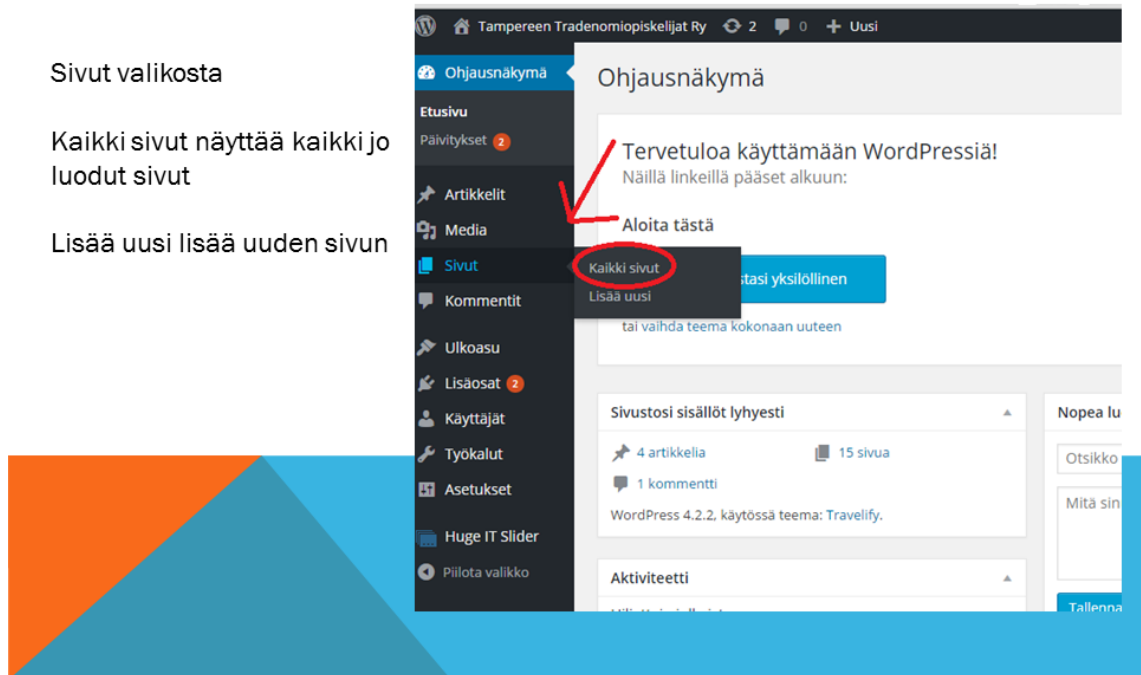 Sivut valikosta
Kaikki sivut näyttää kaikki jo
luodut sivut
Lisää uusi lisää uuden sivun
Tampereen Tradenomiopiskelijat Ry 2 0 + Uusi
Ohjausnäkymä
Etusivu
Päivitykset 2
Artikkelit
Media
Sivut
Kommentit
Ulkoasu
Lisäosat 2
Käyttäjät
Työkalut
Asetukset
Huge IT Slider
Piilota valikko
Kaikki sivut
Lisää uusi
Ohjausnäkymä
Tervetuloa käyttämään WordPressiä!
Näillä linkeillä pääset alkuun:
Aloita tästä
yksilöllinen
tai vaihda teema kokonaan uuteen
Sivustosi sisällöt lyhyesti
4 artikkelia 15 sivua
1 kommentti
WordPress 4.2.2, käytössä teema: Travelify.
Aktiviteetti
Nopea
Otsikko
Mitä